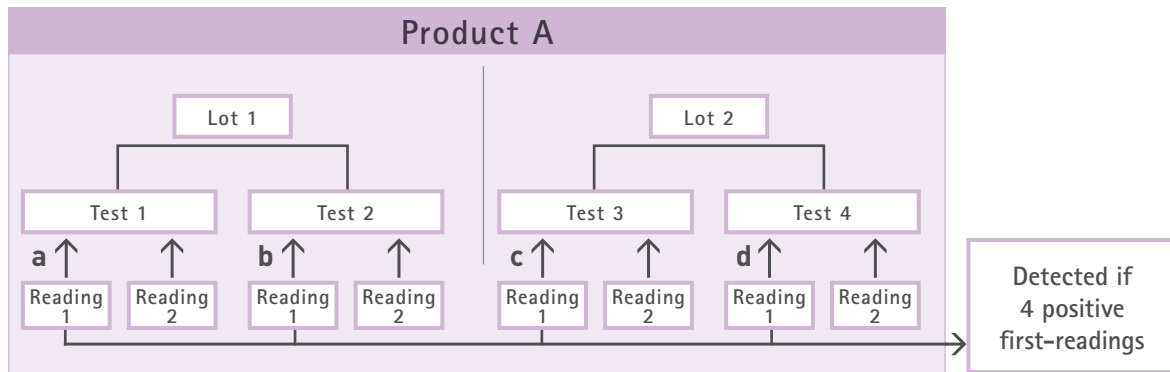 Product A
Lot 1
Lot 2
Test 1
Test 2
Test 3
Test 4
a
b
c
d
Reading
1
Reading
2
Reading
1
Reading
2
Reading
1
Reading
2
Reading
1
Reading
2
Detected if
4 positive
first-readings